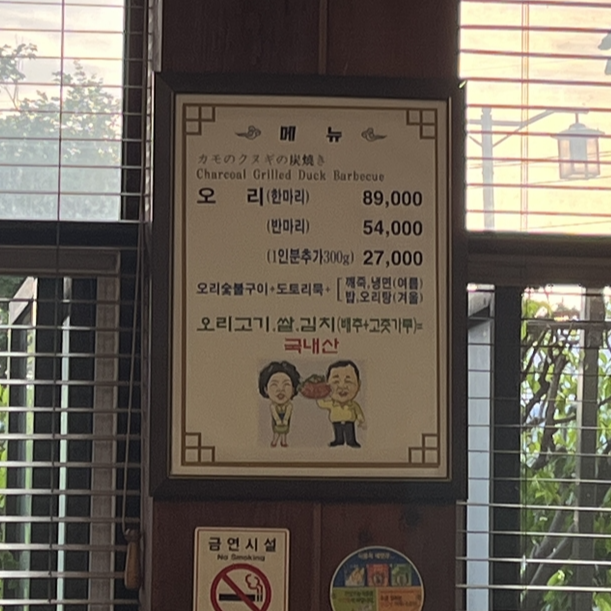 메 뉴
カモのクヌギの炭焼き
Charcoal Grilled Duck Barbecue
오 리(한마리) 89,000
(반마리) 54,000
(1인분추가300g) 27,000
오리숯불구이+도토리묵+[깨죽,냉면(여름)
밥,오리탕(겨울)
오리고기.쌀.김치(배추+고춧가루)=
국내산
금연시설
No Smoking